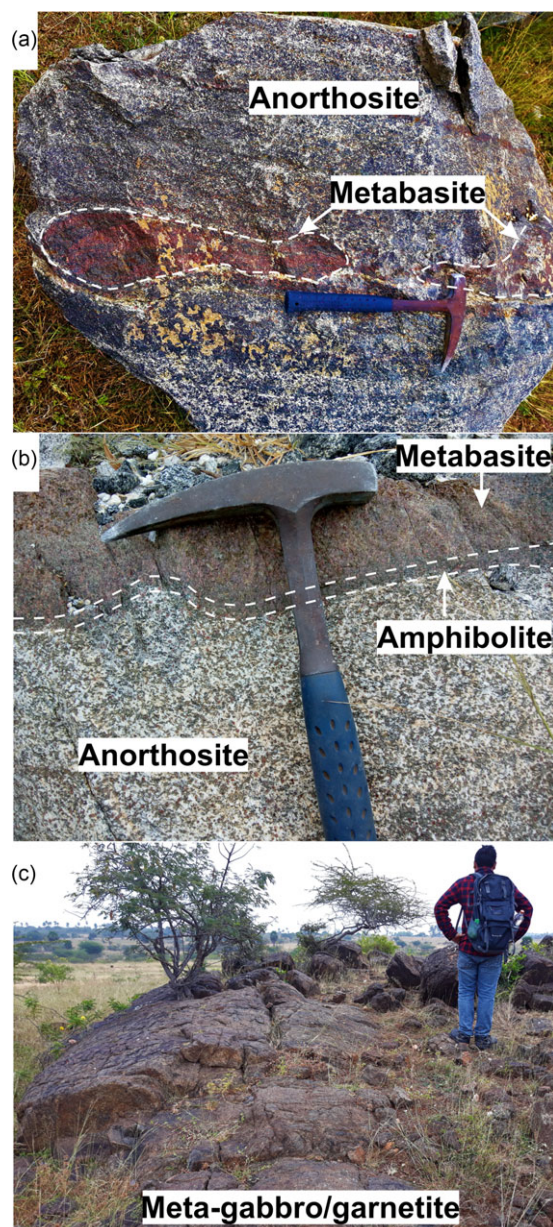 (a)
Anorthosite
Metabasite
(b)
Metabasite
Amphibolite
Anorthosite
(c)
Meta-gabbro/garnetite